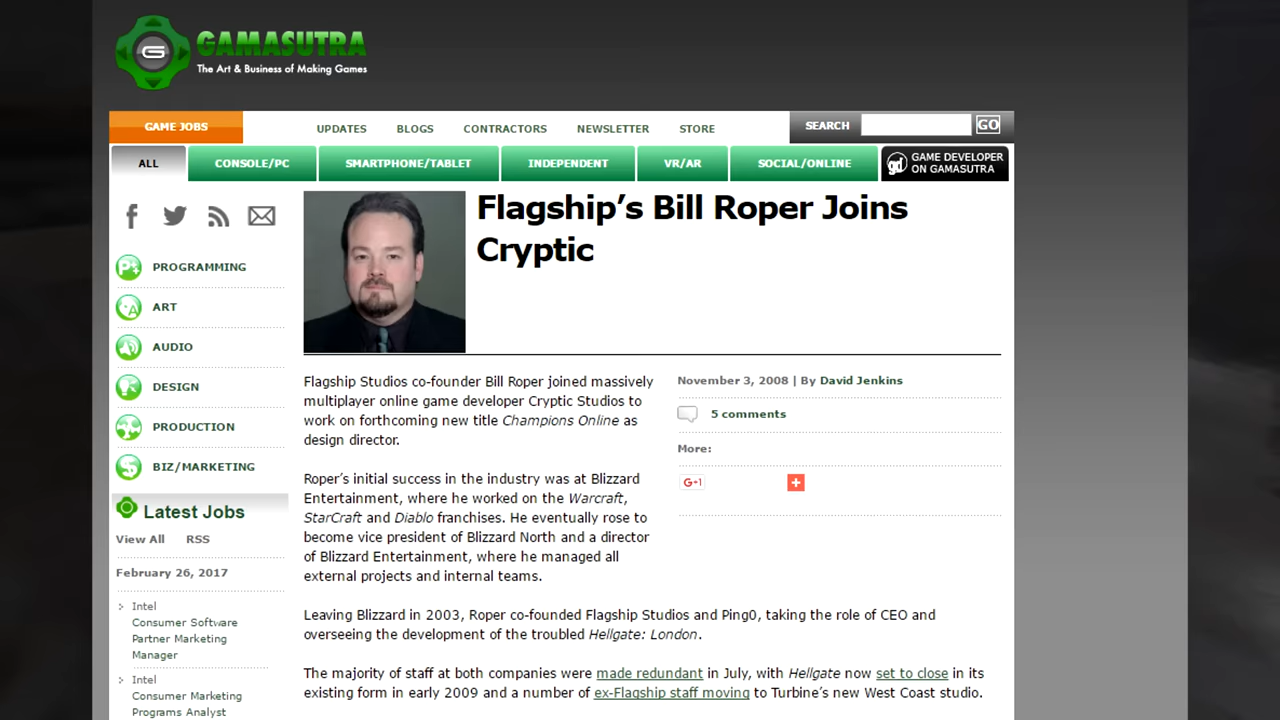 GAMASUTRA
The Art & Business of Making Games
GAME JOBS
UPDATES BLOGS CONTRACTORS NEWSLETTER STORE
SEARCH GO
ALL CONSOLE/PC SMARTPHONE/TABLET INDEPENDENT VR/AR SOCIAL/ONLINE
gd GAME DEVELOPER
ON GAMASUTRA
PROGRAMMING
ART
AUDIO
DESIGN
PRODUCTION
BIZ/MARKETING
Latest Jobs
View All RSS
February 26, 2017
Intel
Consumer Software
Partner Marketing
Manager
Intel
Consumer Marketing
Programs Analyst
Flagship's Bill Roper Joins
Cryptic
Flagship Studios co-founder Bill Roper joined massively
multiplayer online game developer Cryptic Studios to
work on forthcoming new title Champions Online as
design director.
Roper's initial success in the industry was at Blizzard
Entertainment, where he worked on the Warcraft,
StarCraft and Diablo franchises. He eventually rose to
become vice president of Blizzard North and a director
of Blizzard Entertainment, where he managed all
external projects and internal teams.
November 3, 2008 | By David Jenkins
5 comments
More:
G+1
Leaving Blizzard in 2003, Roper co-founded Flagship Studios and Ping0, taking the role of CEO and
overseeing the development of the troubled Hellgate: London.
The majority of staff at both companies were made redundant in July, with Hellgate now set to close in its
existing form in early 2009 and a number of ex-Flagship staff moving to Turbine's new West Coast studio.